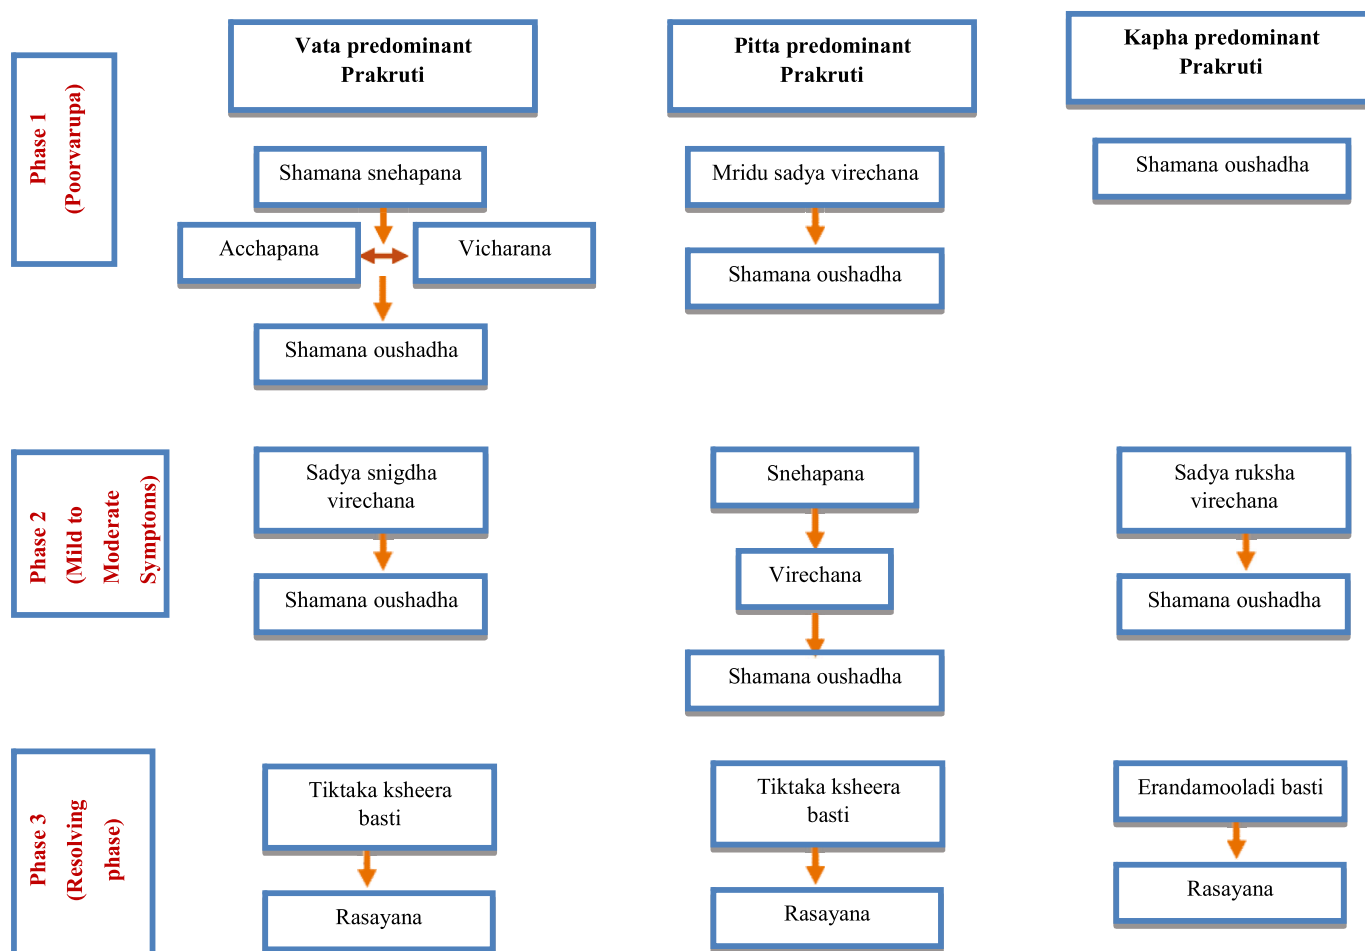 Vata predominant
Prakruti
Pitta predominant
Prakruti
Kapha predominant
Prakruti
Phase 1
(Poorvarupa)
Shamana snehapana
Acchapana
Vicharana
Shamana oushadha
Mridu sadya virechana
Shamana oushadha
Shamana oushadha
Phase 2
(Mild to
Moderate
Symptoms)
Sadya snigdha
virechana
Shamana oushadha
Snehapana
Virechana
Shamana oushadha
Sadya ruksha
virechana
Shamana oushadha
Phase 3
(Resolving
phase)
Tiktaka ksheera
basti
Rasayana
Tiktaka ksheera
basti
Rasayana
Erandamooladi basti
Rasayana